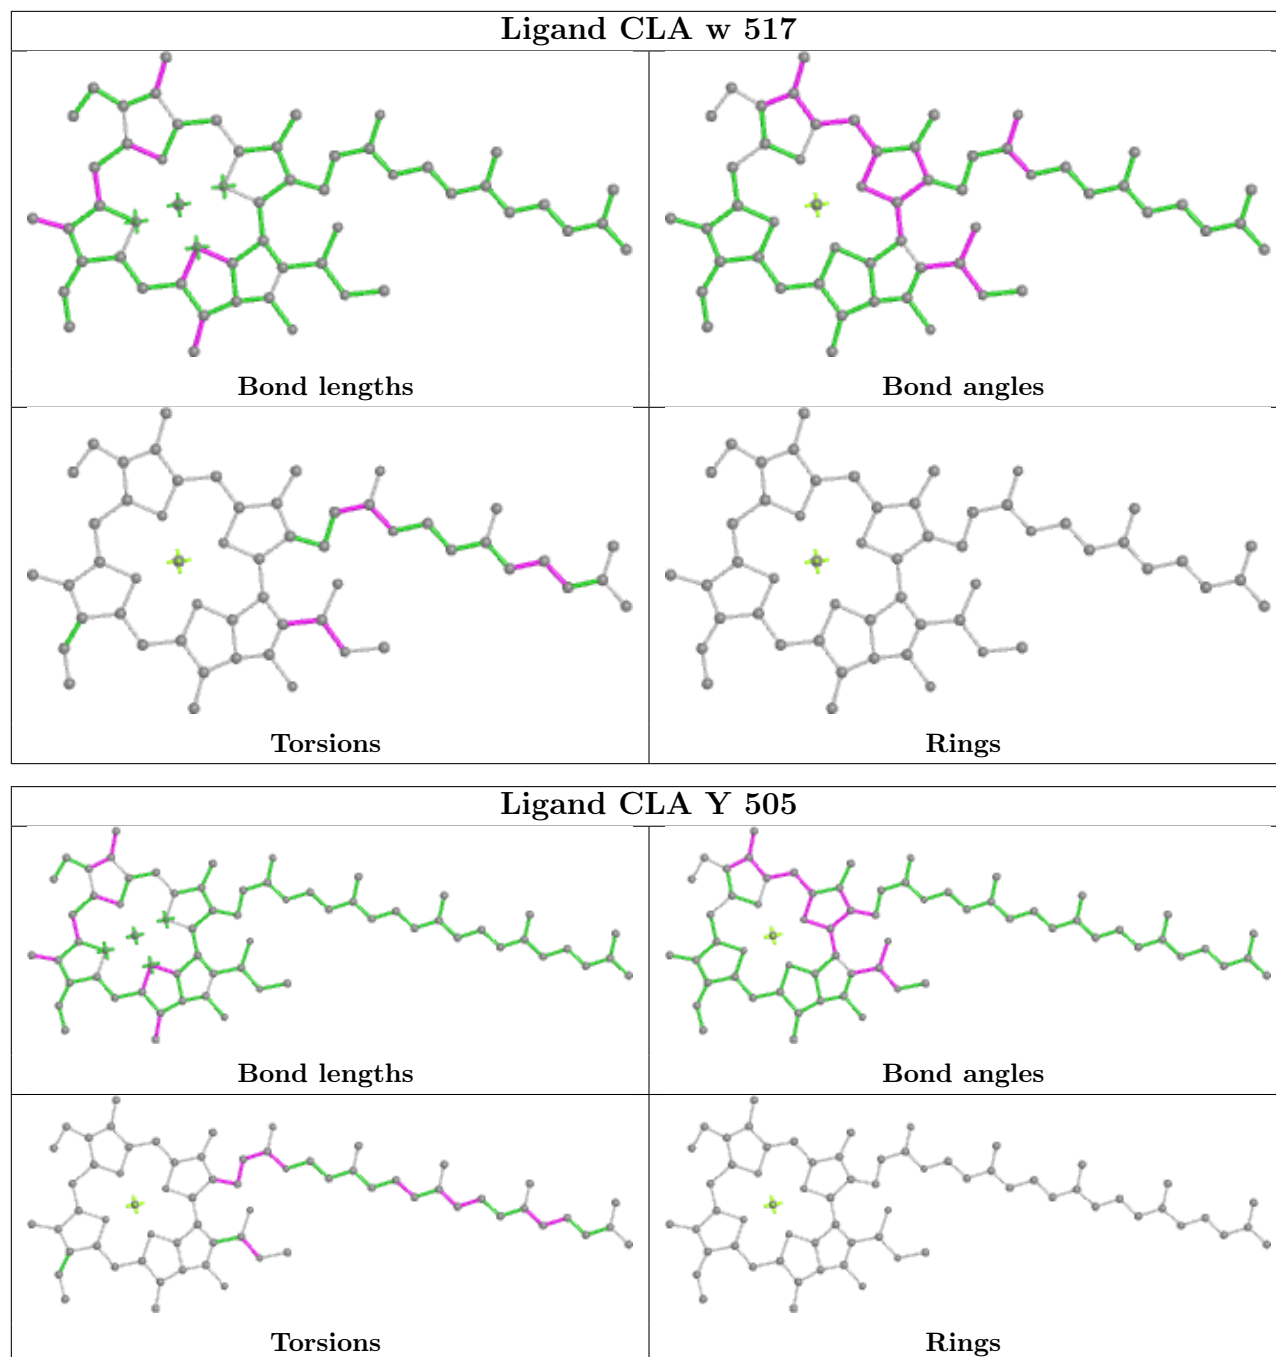 Ligand CLA w 517
Bond lengths
Bond angles
Torsions
Rings
Ligand CLA Y 505
Bond lengths
Bond angles
Torsions
Rings